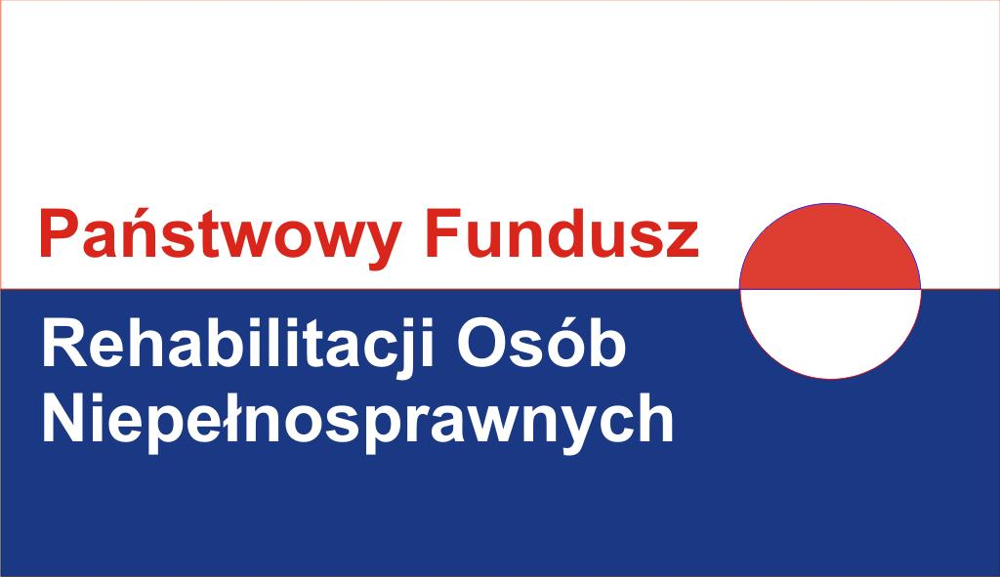 Państwowy Fundusz
Rehabilitacji Osób
Niepełnosprawnych